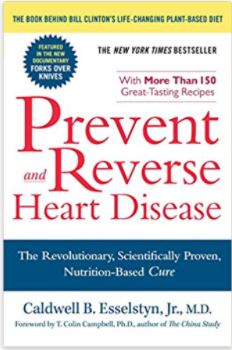 THE BOOK BEHIND BILL CLINTON'S LIFE-CHANGING PLANT-BASED DIET
FEATURED
IN THE NEW
DOCUMENTARY
FORKS OVER
KNIVES
THE NEW YORK TIMES BESTSELLER
With More Than 150
Great-Tasting Recipes
Prevent
and Reverse
Heart Disease
The Revolutionary, Scientifically Proven,
Nutrition-Based Cure
Caldwell B. Esselstyn, Jr., M.D.
Foreword by T. Colin Campbell, Ph.D., author of The China Study